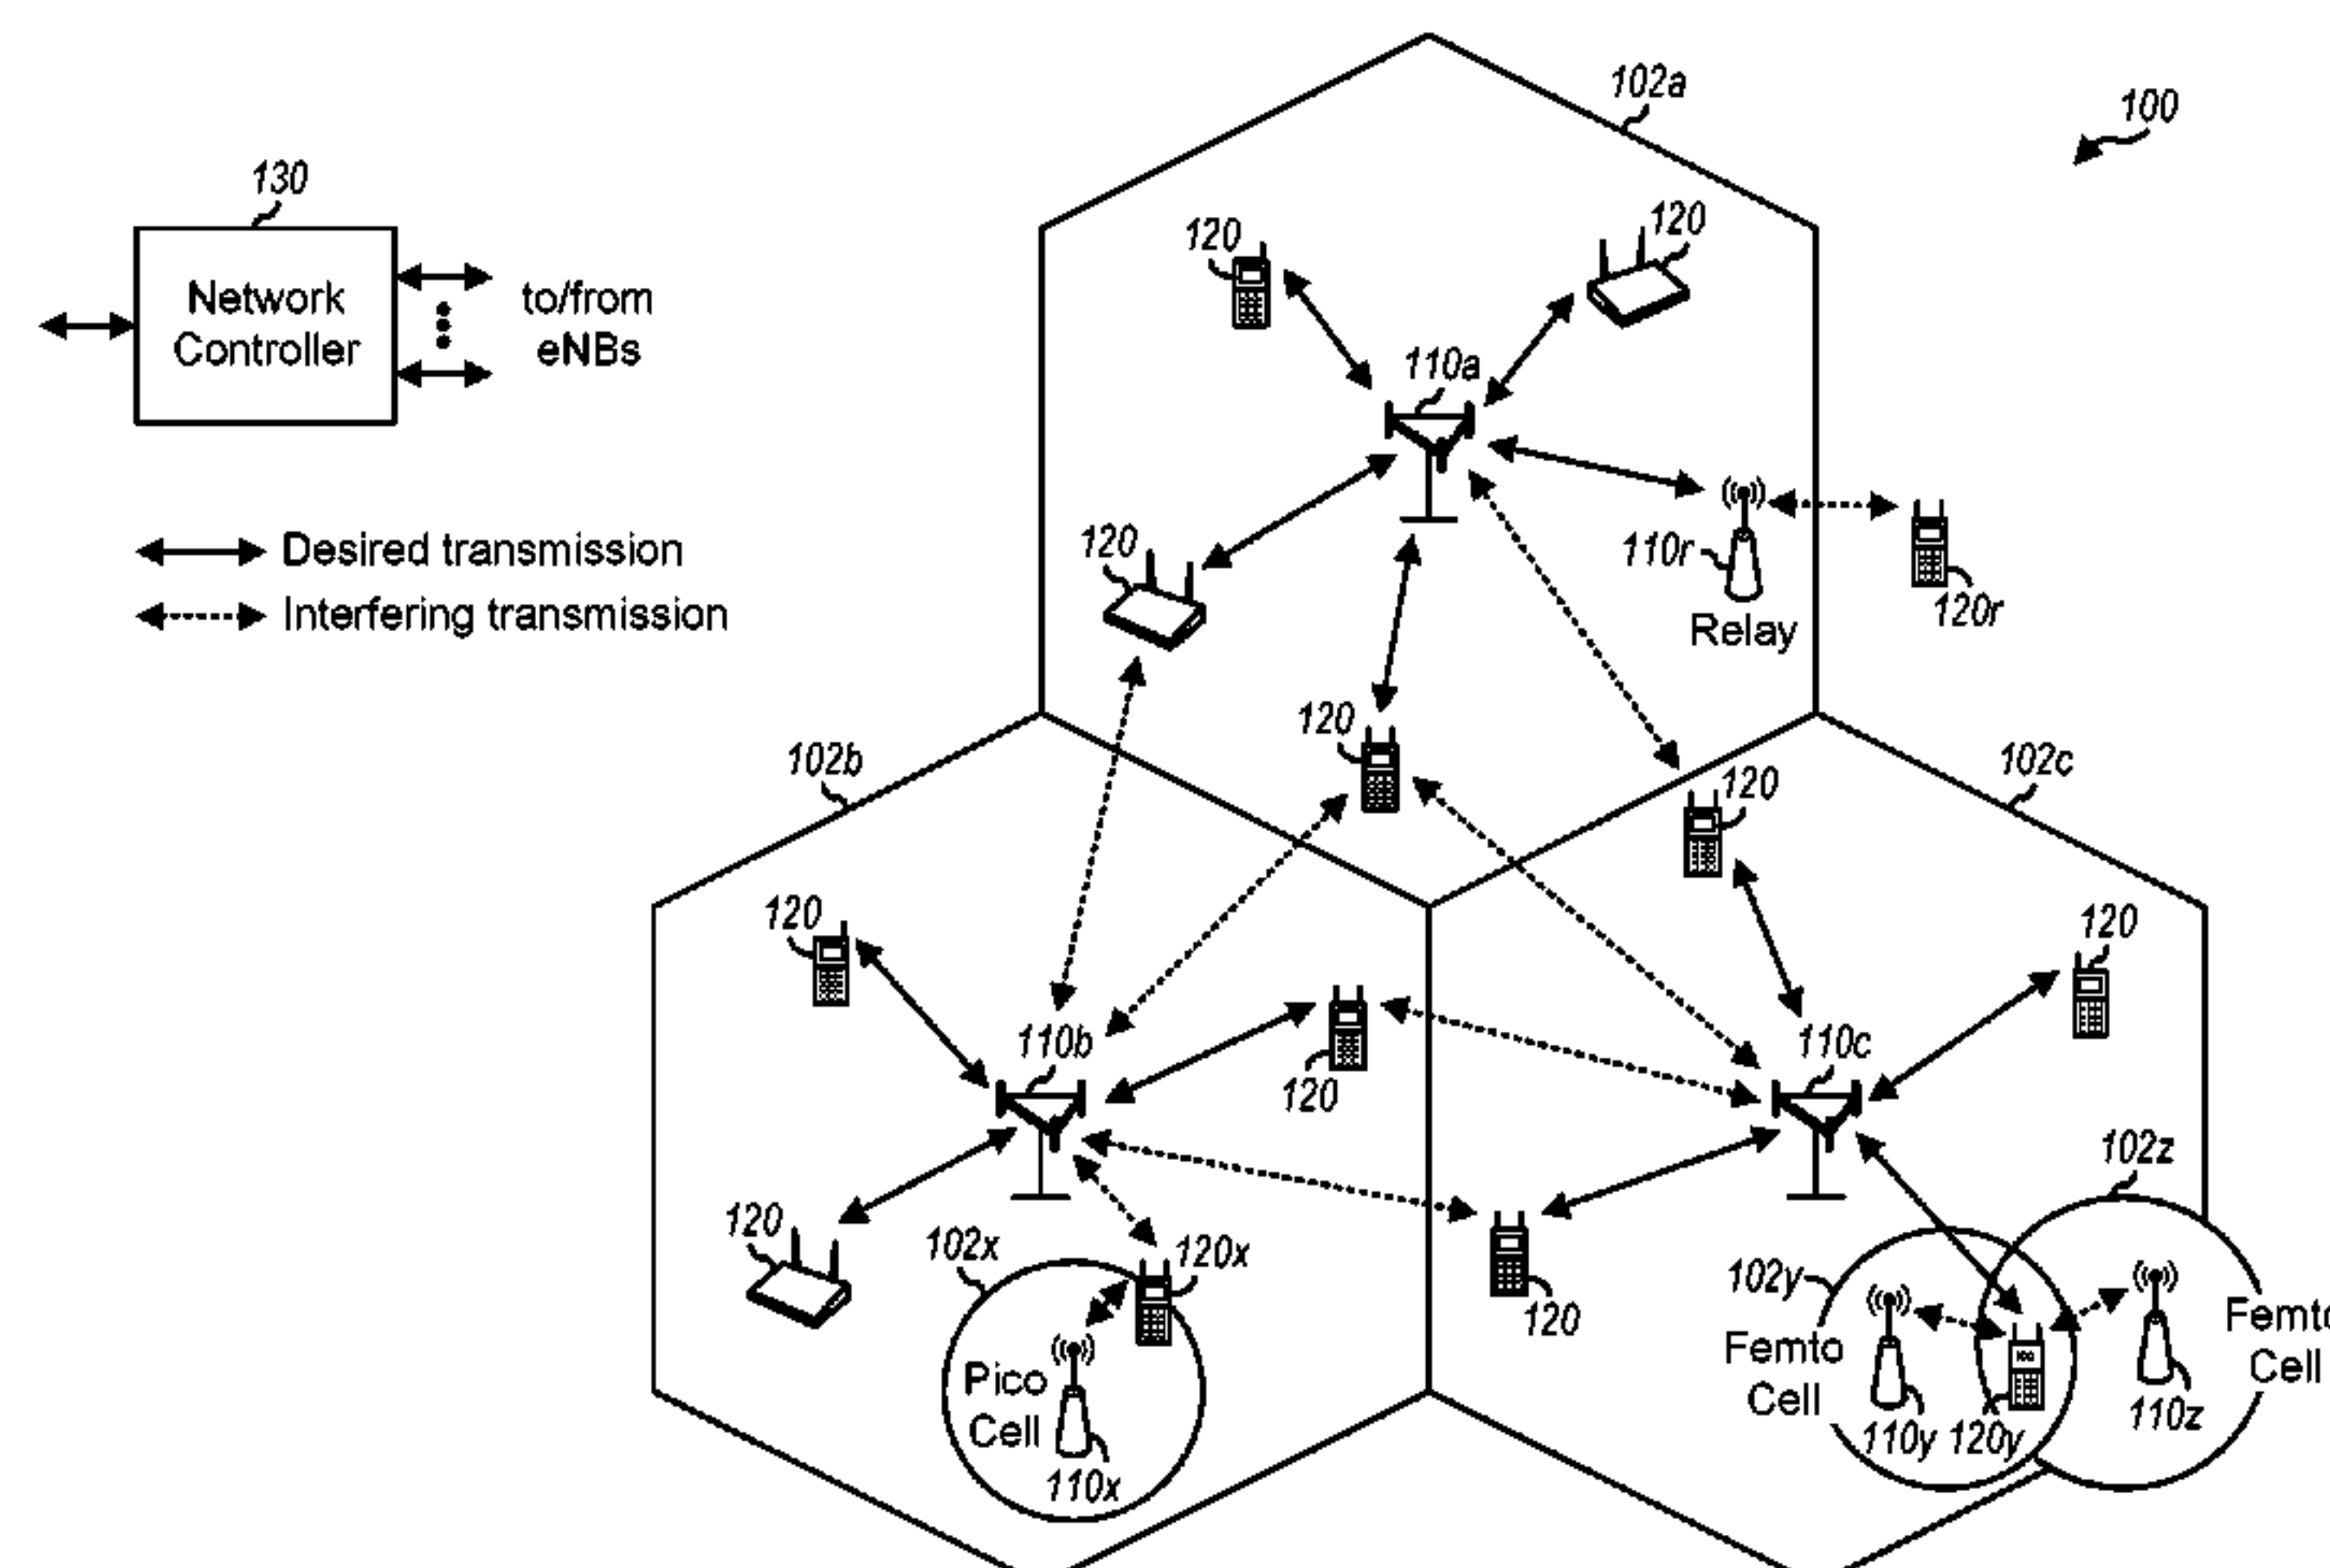 102a
100
130
120
120
Network
Controller
to/from
eNBs
110a
Desired transmission
Interfering transmission
120
110r
Relay
120r
120
102b
102c
120
120
120
110b
120
110c
102z
120
102x
120x
102y
120
Femto
Cell
Pico
Cell
110x
Femto
Cell
110y
120y
110z